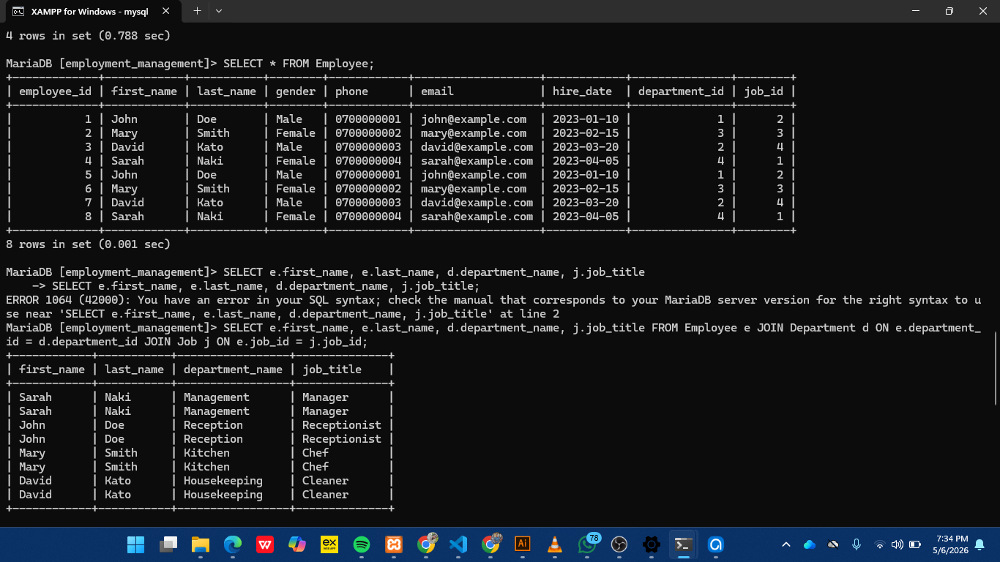 XAMPP for Windows - mysql
4 rows in set (0.788 sec)
MariaDB [employment_management]> SELECT * FROM Employee;
+-------------+------------+-----------+--------+------------+-------------------+------------+---------------+--------+
| employee_id | first_name | last_name | gender | phone      | email             | hire_date  | department_id | job_id |
+-------------+------------+-----------+--------+------------+-------------------+------------+---------------+--------+
|           1 | John       | Doe       | Male   | 0700000001 | john@example.com  | 2023-01-10 |             1 |      2 |
|           2 | Mary       | Smith     | Female | 0700000002 | mary@example.com  | 2023-02-15 |             3 |      3 |
|           3 | David      | Kato      | Male   | 0700000003 | david@example.com | 2023-03-20 |             2 |      4 |
|           4 | Sarah      | Naki      | Female | 0700000004 | sarah@example.com | 2023-04-05 |             4 |      1 |
|           5 | John       | Doe       | Male   | 0700000001 | john@example.com  | 2023-01-10 |             1 |      2 |
|           6 | Mary       | Smith     | Female | 0700000002 | mary@example.com  | 2023-02-15 |             3 |      3 |
|           7 | David      | Kato      | Male   | 0700000003 | david@example.com | 2023-03-20 |             2 |      4 |
|           8 | Sarah      | Naki      | Female | 0700000004 | sarah@example.com | 2023-04-05 |             4 |      1 |
+-------------+------------+-----------+--------+------------+-------------------+------------+---------------+--------+
8 rows in set (0.001 sec)
MariaDB [employment_management]> SELECT e.first_name, e.last_name, d.department_name, j.job_title
    -> SELECT e.first_name, e.last_name, d.department_name, j.job_title;
ERROR 1064 (42000): You have an error in your SQL syntax; check the manual that corresponds to your MariaDB server version for the right syntax to u
se near 'SELECT e.first_name, e.last_name, d.department_name, j.job_title' at line 2
MariaDB [employment_management]> SELECT e.first_name, e.last_name, d.department_name, j.job_title FROM Employee e JOIN Department d ON e.department_
id = d.department_id JOIN Job j ON e.job_id = j.job_id;
+------------+-----------+-----------------+--------------+
| first_name | last_name | department_name | job_title    |
+------------+-----------+-----------------+--------------+
| Sarah      | Naki      | Management      | Manager      |
| Sarah      | Naki      | Management      | Manager      |
| John       | Doe       | Reception       | Receptionist |
| John       | Doe       | Reception       | Receptionist |
| Mary       | Smith     | Kitchen         | Chef         |
| Mary       | Smith     | Kitchen         | Chef         |
| David      | Kato      | Housekeeping    | Cleaner      |
| David      | Kato      | Housekeeping    | Cleaner      |
+------------+-----------+-----------------+--------------+
ex
WEB APP
Ai
78
7:34 PM
5/6/2026